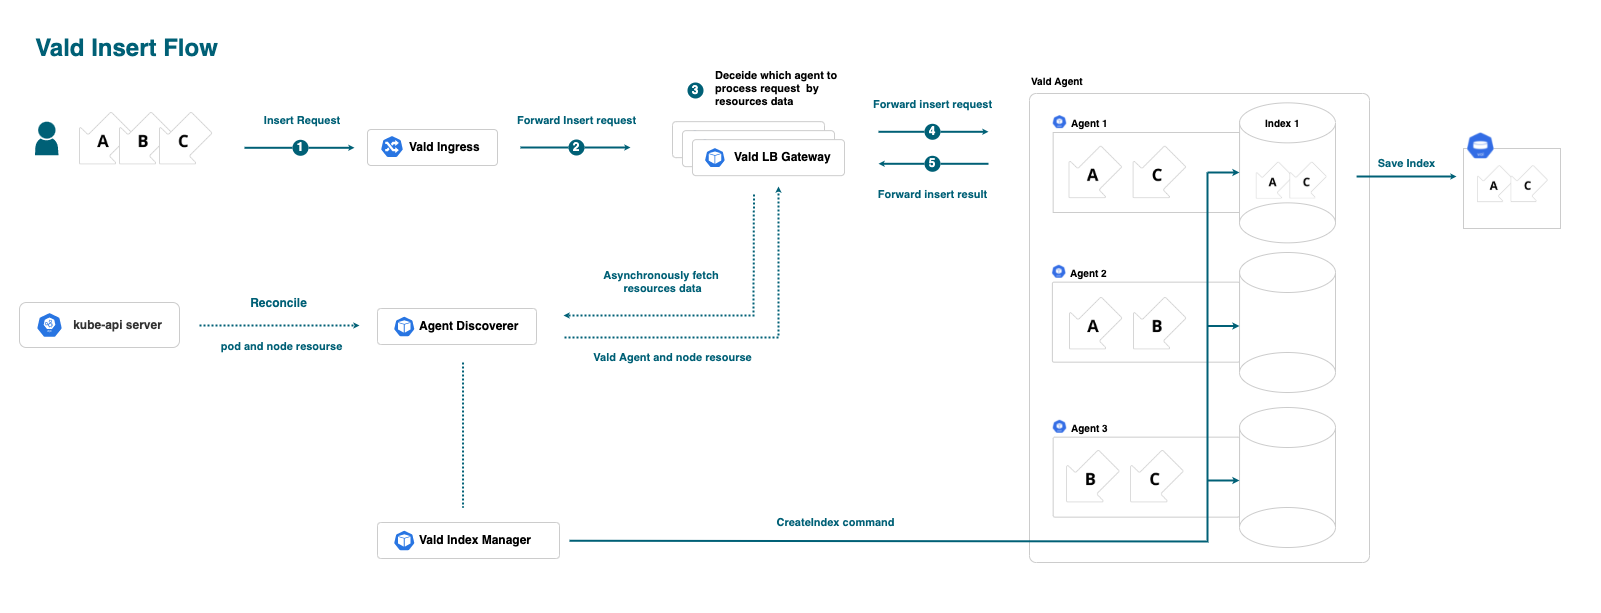 Vald Insert Flow
A
B
C
Insert Request
1
Vald Ingress
Forward Insert request
2
3
Deceide which agent to
process request by
resources data
Vald LB Gateway
Forward insert request
4
5
Forward insert result
Vald Agent
Agent 1
A
C
Index 1
A
C
Save Index
A
C
Agent 2
A
B
Agent 3
B
C
kube-api server
Reconcile
pod and node resourse
Agent Discoverer
Asynchronously fetch
resources data
Vald Agent and node resourse
Vald Index Manager
CreateIndex command